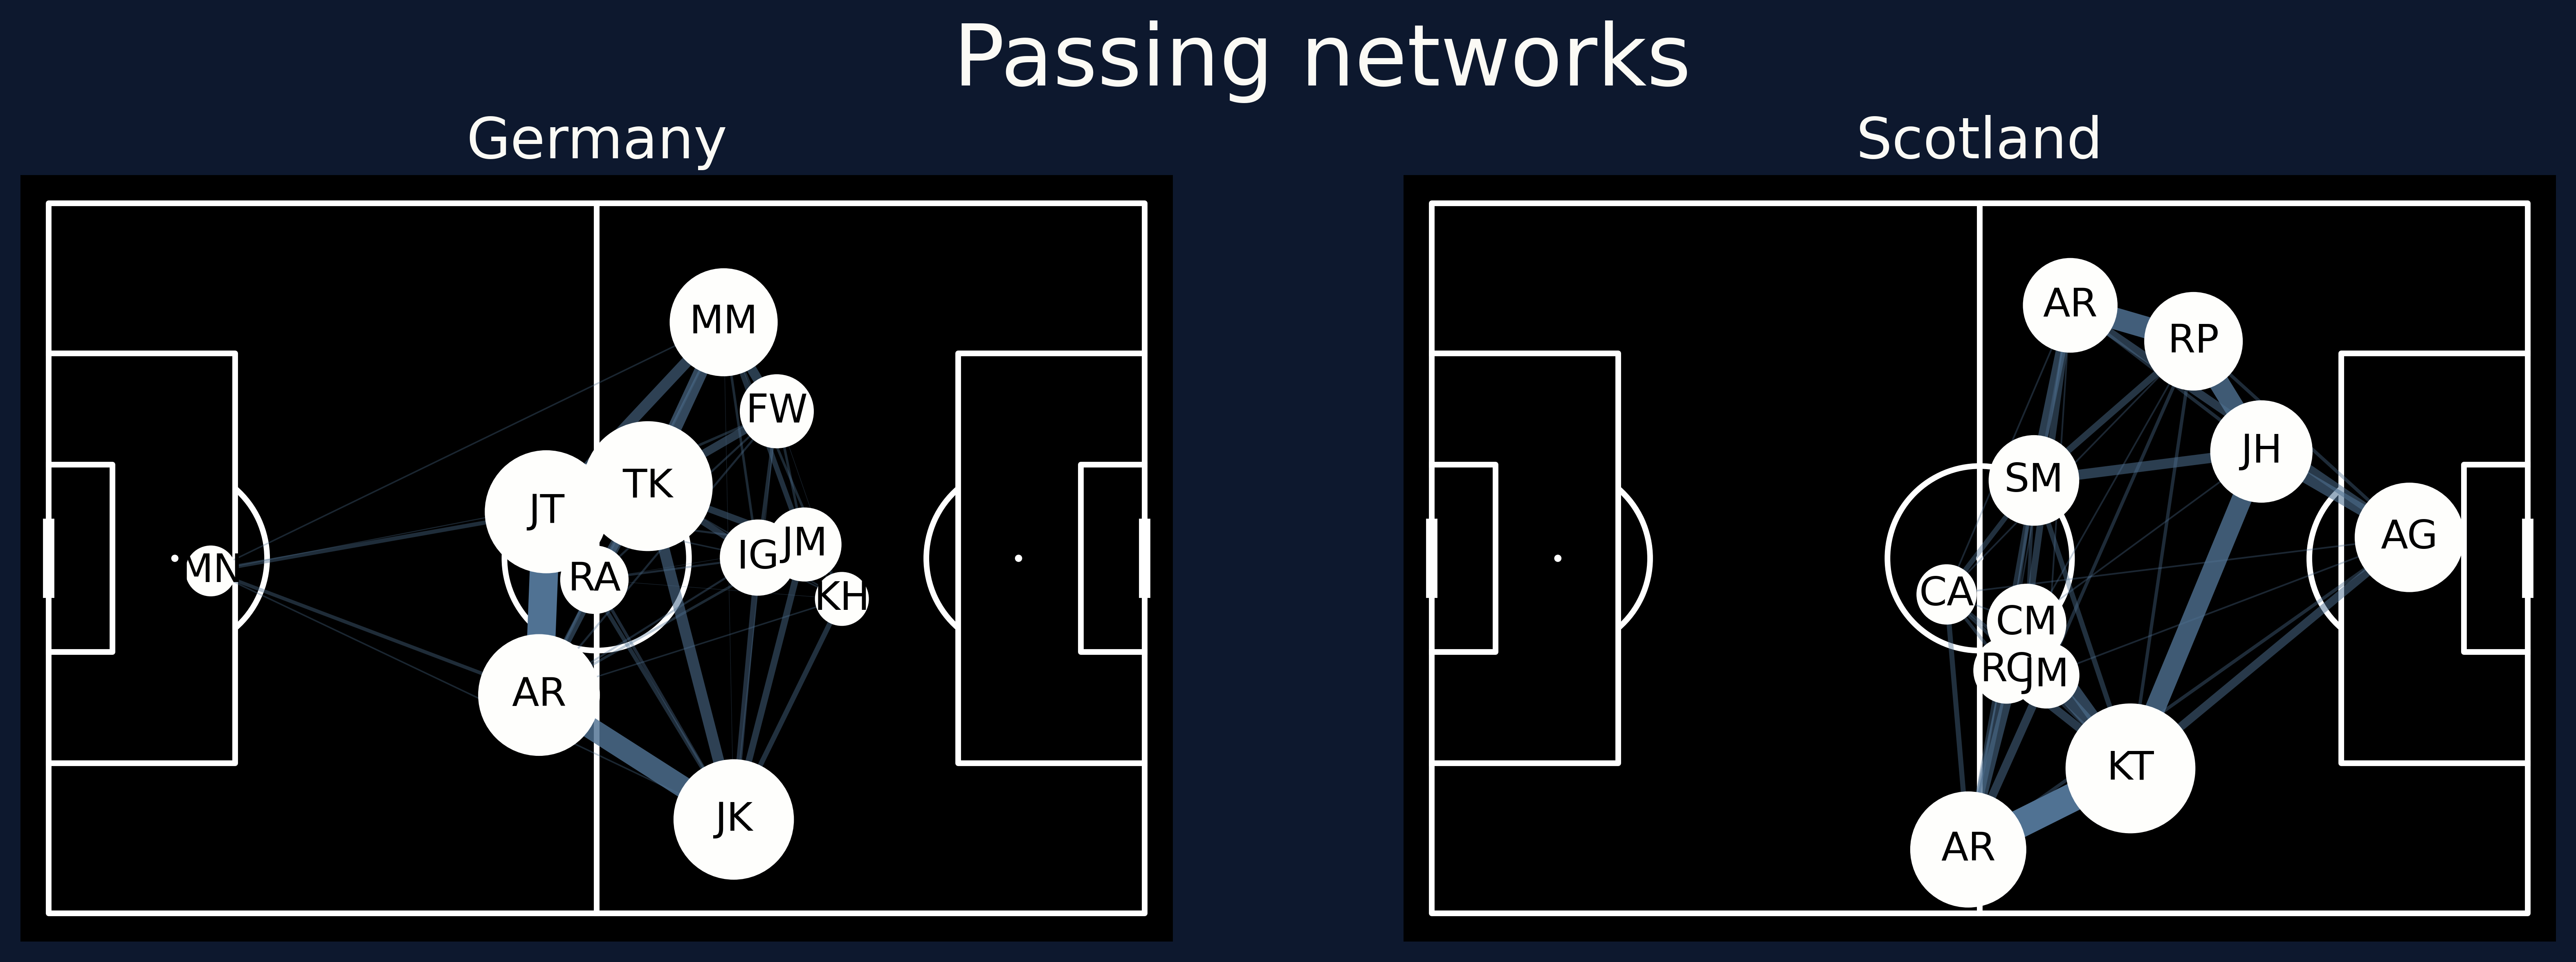 Passing networks
Germany
Scotland
MM
FW
TK
JT
JM
IG
MN
RA
KH
AR
JK
AR
RP
JH
SM
AG
CA
CM
RC
JM
KT
AR